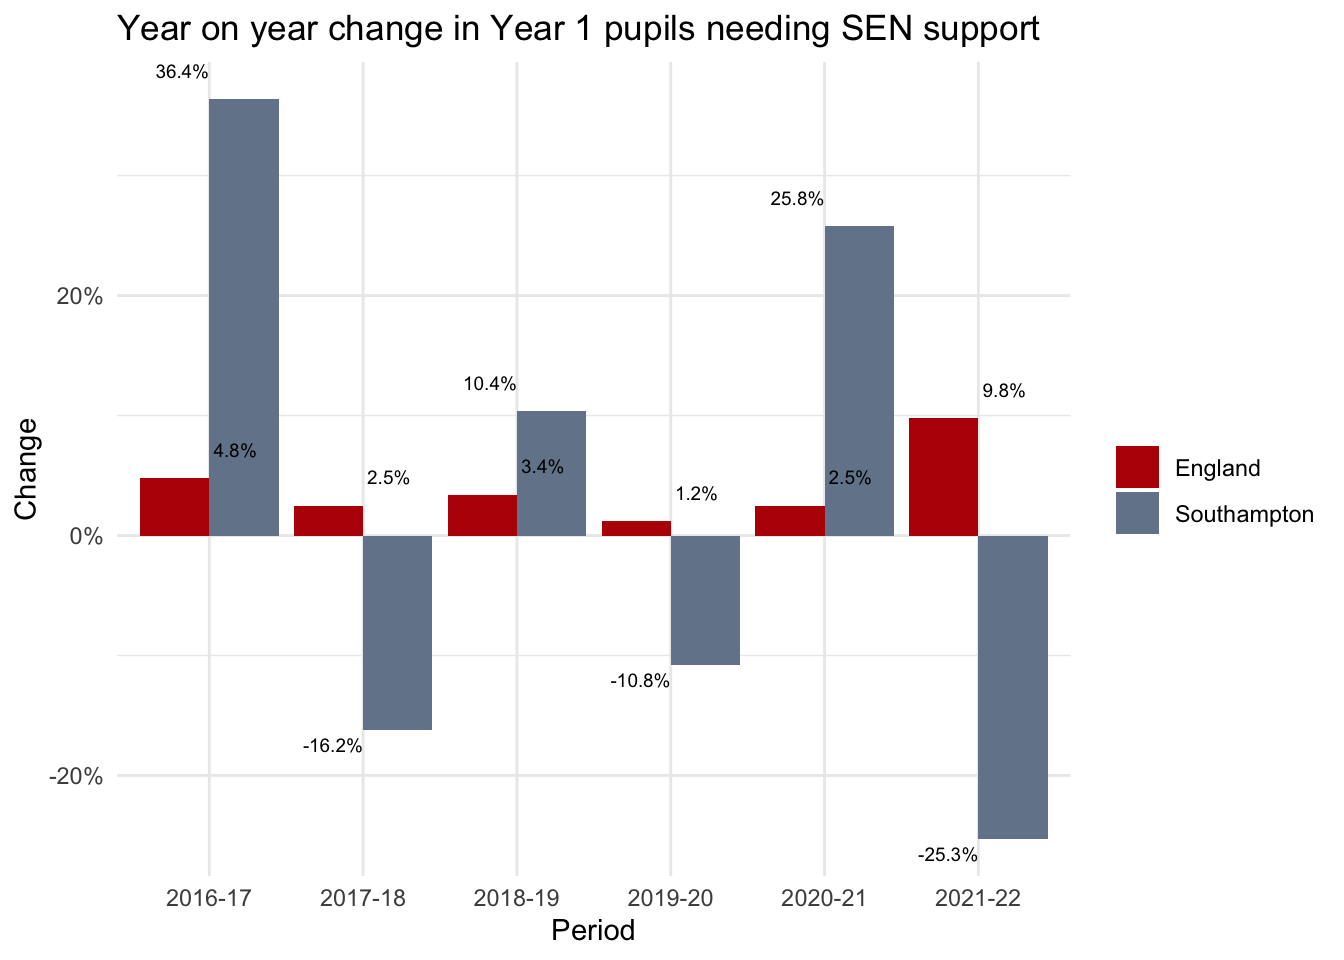 Year on year change in Year 1 pupils needing SEN support
36.4%
25.8%
20%
10.4%
9.8%
4.8%
2.5%
3.4%
1.2%
2.5%
England
Southampton
Change
0%
-10.8%
-16.2%
-20%
-25.3%
2016-17 2017-18 2018-19 2019-20 2020-21 2021-22
Period